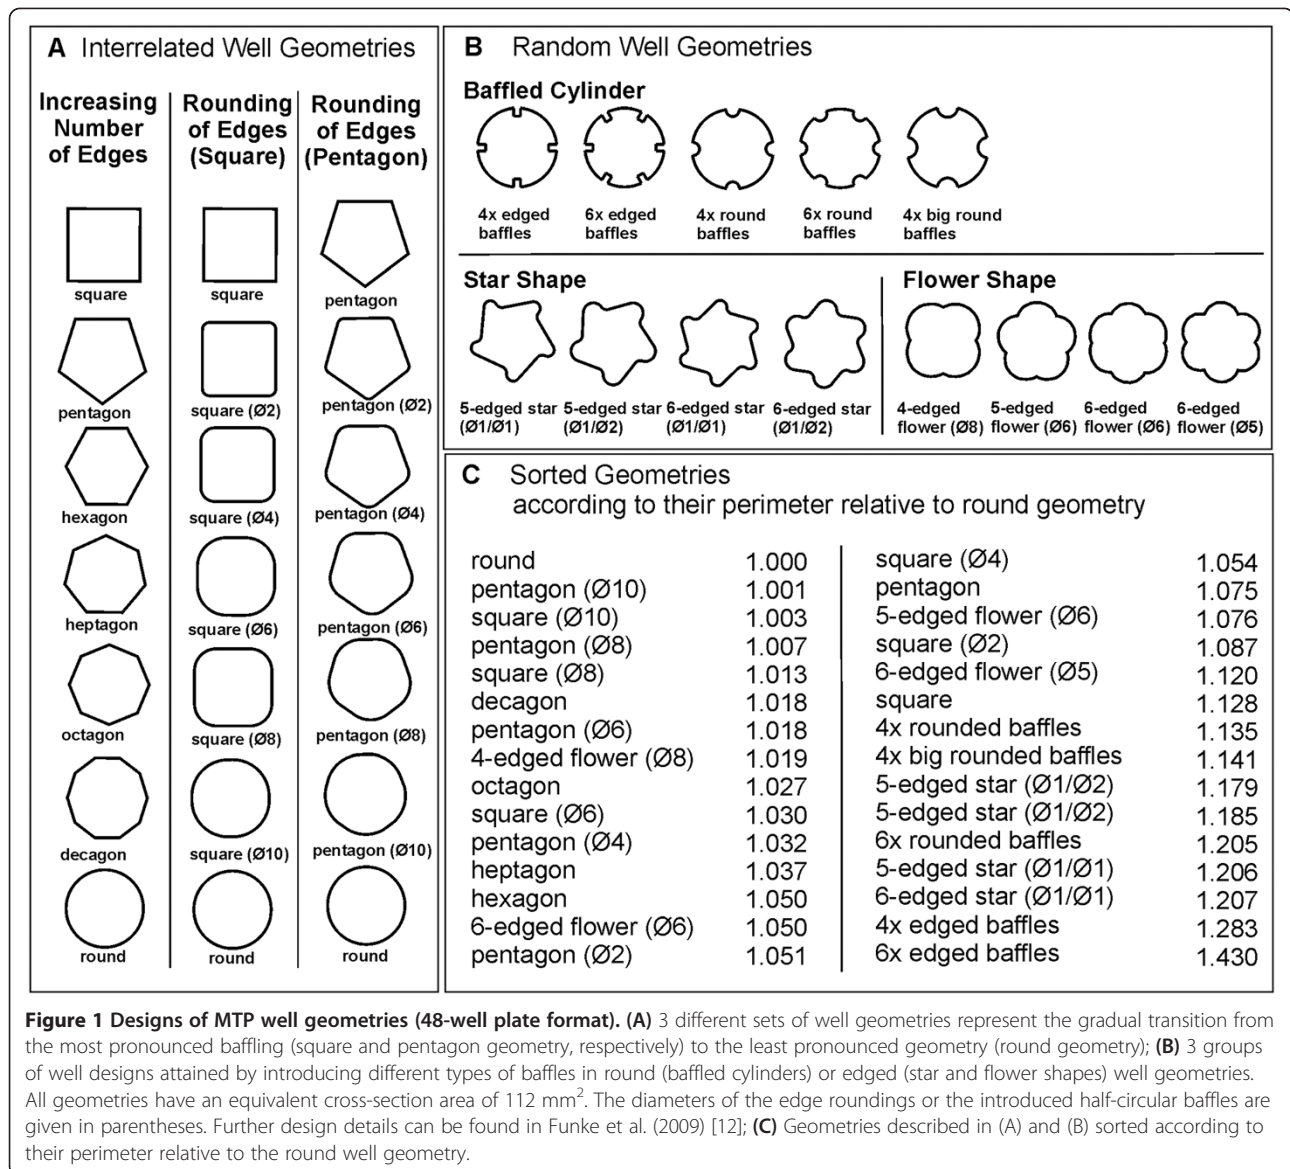 A Interrelated Well Geometries
Increasing
Number
of Edges
Rounding
of Edges
(Square)
Rounding
of Edges
(Pentagon)
square
pentagon
hexagon
heptagon
octagon
decagon
round
square
square (Ø2)
square (Ø4)
square (Ø6)
square (Ø8)
square (Ø10)
round
pentagon
pentagon (Ø2)
pentagon (Ø4)
pentagon (Ø6)
pentagon (Ø8)
pentagon (Ø10)
round
B Random Well Geometries
Baffled Cylinder
4x edged
baffles
6x edged
baffles
4x round
baffles
6x round
baffles
4x big round
baffles
Star Shape
5-edged star
(Ø1/Ø1)
5-edged star
(Ø1/Ø2)
6-edged star
(Ø1/Ø1)
6-edged star
(Ø1/Ø2)
Flower Shape
4-edged
flower (Ø8)
5-edged
flower (Ø6)
6-edged
flower (Ø6)
6-edged
flower (Ø5)
C Sorted Geometries
according to their perimeter relative to round geometry
round 1.000
pentagon (Ø10) 1.001
square (Ø10) 1.003
pentagon (Ø8) 1.007
square (Ø8) 1.013
decagon 1.018
pentagon (Ø6) 1.018
4-edged flower (Ø8) 1.019
octagon 1.027
square (Ø6) 1.030
pentagon (Ø4) 1.032
heptagon 1.037
hexagon 1.050
6-edged flower (Ø6) 1.050
pentagon (Ø2) 1.051
square (Ø4) 1.054
pentagon 1.075
5-edged flower (Ø6) 1.076
square (Ø2) 1.087
6-edged flower (Ø5) 1.120
square 1.128
4x rounded baffles 1.135
4x big rounded baffles 1.141
5-edged star (Ø1/Ø2) 1.179
5-edged star (Ø1/Ø2) 1.185
6x rounded baffles 1.205
5-edged star (Ø1/Ø1) 1.206
6-edged star (Ø1/Ø1) 1.207
4x edged baffles 1.283
6x edged baffles 1.430
Figure 1 Designs of MTP well geometries (48-well plate format). (A) 3 different sets of well geometries represent the gradual transition from
the most pronounced baffling (square and pentagon geometry, respectively) to the least pronounced geometry (round geometry); (B) 3 groups
of well designs attained by introducing different types of baffles in round (baffled cylinders) or edged (star and flower shapes) well geometries.
All geometries have an equivalent cross-section area of 112 mm². The diameters of the edge roundings or the introduced half-circular baffles are
given in parentheses. Further design details can be found in Funke et al. (2009) [12]; (C) Geometries described in (A) and (B) sorted according to
their perimeter relative to the round well geometry.